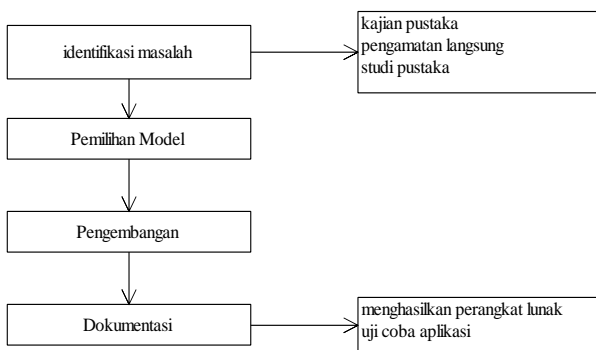 identifikasi masalah
kajian pustaka
pengamatan langsung
studi pustaka
Pemilihan Model
Pengembangan
Dokumentasi
menghasilkan perangkat lunak
uji coba aplikasi